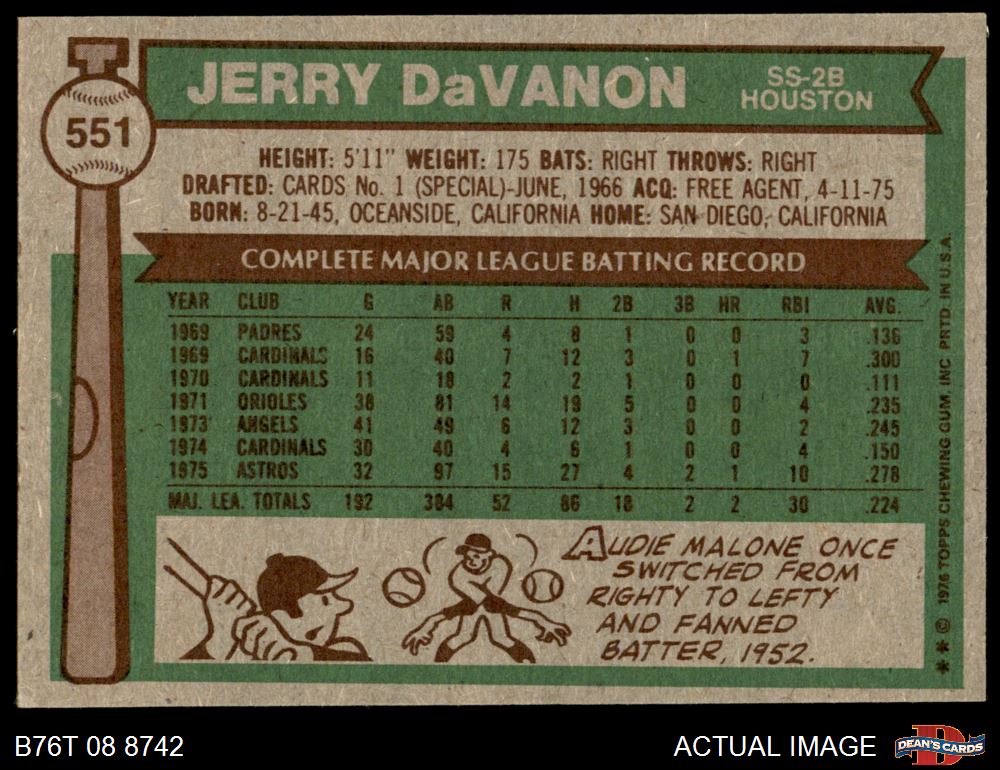 JERRY DaVANON
SS-2B
HOUSTON
551
HEIGHT: 5'11" WEIGHT: 175 BATS: RIGHT THROWS: RIGHT
DRAFTED: CARDS No. 1 (SPECIAL)-JUNE, 1966 ACQ: FREE AGENT, 4-11-75
BORN: 8-21-45, OCEANSIDE, CALIFORNIA HOME: SAN DIEGO, CALIFORNIA
COMPLETE MAJOR LEAGUE BATTING RECORD
YEAR CLUB G AB R H 2B 3B HR RBI AVG.
1969 PADRES 24 59 4 8 1 0 0 3 .136
1969 CARDINALS 16 40 7 12 3 0 1 7 .300
1970 CARDINALS 11 18 2 2 1 0 0 0 .111
1971 ORIOLES 38 81 14 19 5 0 0 4 .235
1973 ANGELS 41 49 6 12 3 0 0 2 .245
1974 CARDINALS 30 40 4 6 1 0 0 4 .150
1975 ASTROS 32 97 15 27 4 2 1 10 .278
MAJ. LEA. TOTALS 192 384 52 86 18 2 2 30 .224
AUDIE MALONE ONCE
SWITCHED FROM
RIGHTY TO LEFTY
AND FANNED
BATTER, 1952.
** © 1976 TOPPS CHEWING GUM, INC PRTD. IN U.S.A.
B76T 08 8742
ACTUAL IMAGE
DEAN'S CARDS